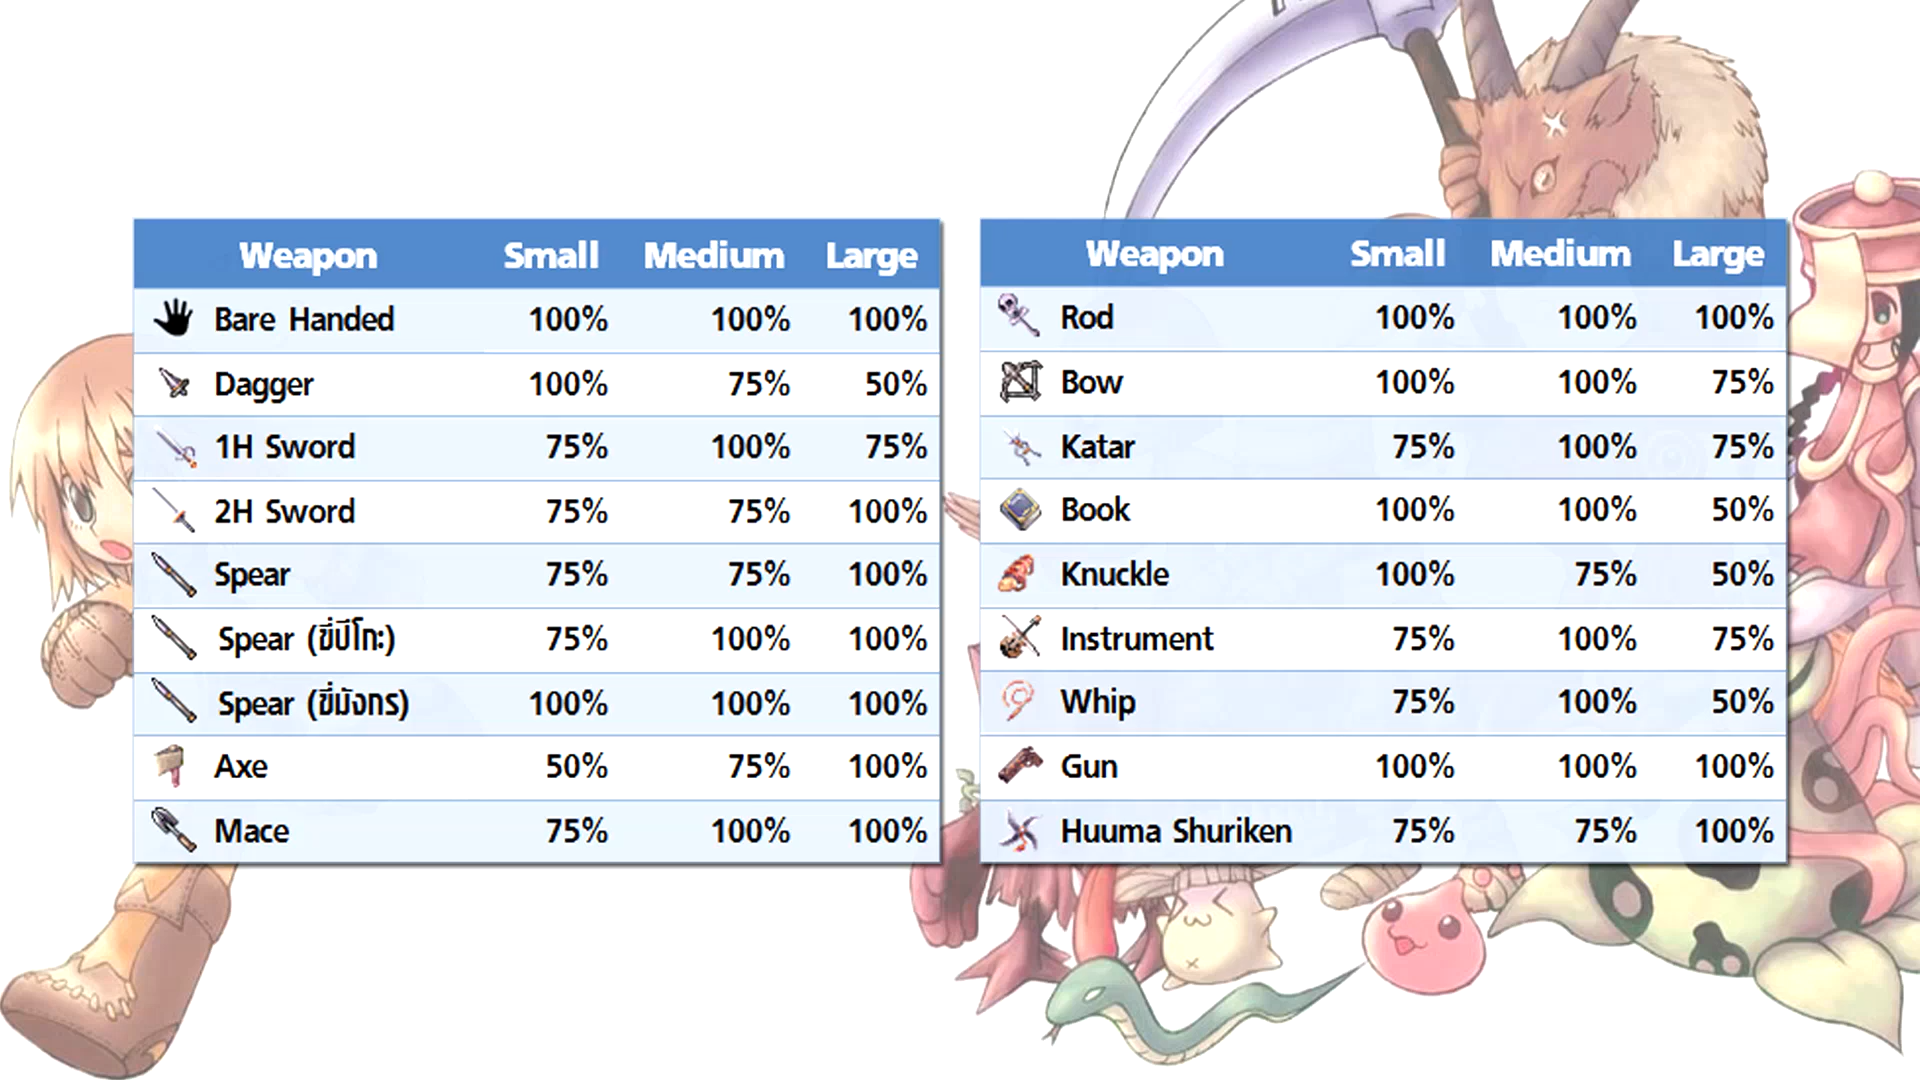 Weapon Small Medium Large
Bare Handed 100% 100% 100%
Dagger 100% 75% 50%
1H Sword 75% 100% 75%
2H Sword 75% 75% 100%
Spear 75% 75% 100%
Spear (ขี่ปีโกะ) 75% 100% 100%
Spear (ขี่มังกร) 100% 100% 100%
Axe 50% 75% 100%
Mace 75% 100% 100%
Weapon Small Medium Large
Rod 100% 100% 100%
Bow 100% 100% 75%
Katar 75% 100% 75%
Book 100% 100% 50%
Knuckle 100% 75% 50%
Instrument 75% 100% 75%
Whip 75% 100% 50%
Gun 100% 100% 100%
Huuma Shuriken 75% 75% 100%